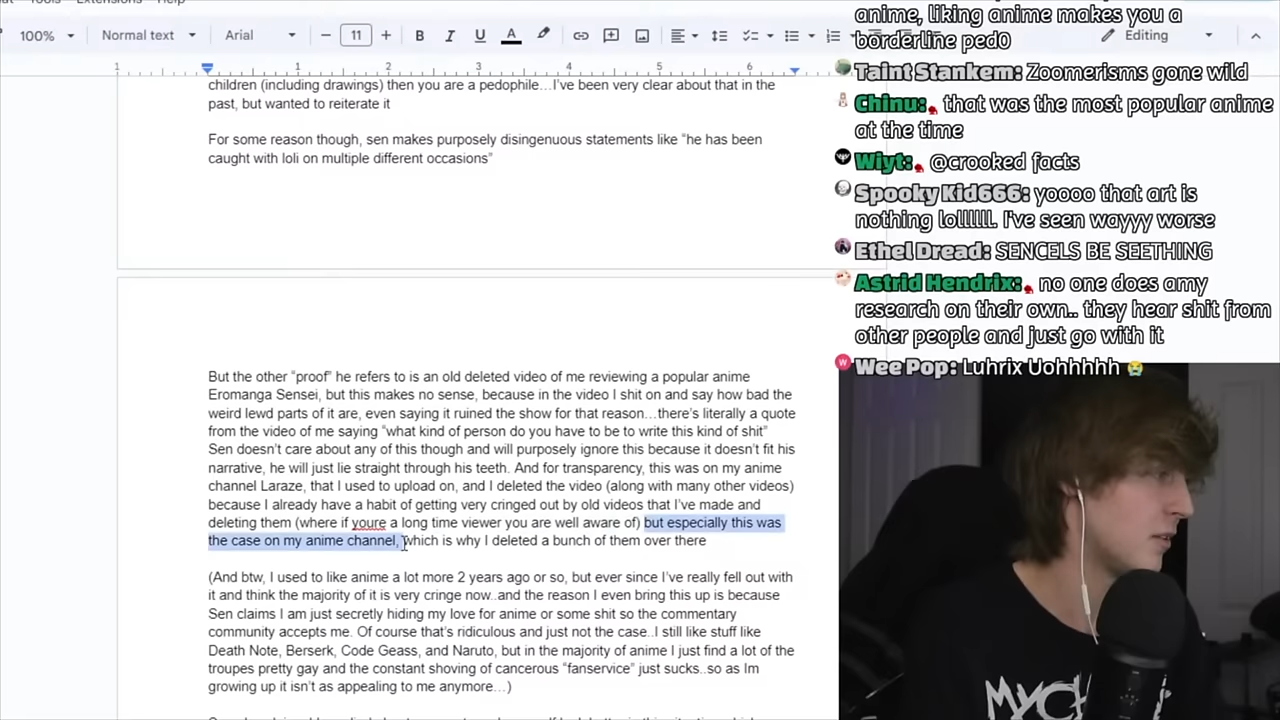 Tools Extensions Help
100% Normal text Arial 11 B I U A Editing
1 1 2 3 4 5 6
children (including drawings) then you are a pedophile…I've been very clear about that in the
past, but wanted to reiterate it
For some reason though, sen makes purposely disingenuous statements like "he has been
caught with loli on multiple different occasions"
But the other "proof" he refers to is an old deleted video of me reviewing a popular anime
Eromanga Sensei, but this makes no sense, because in the video I shit on and say how bad the
weird lewd parts of it are, even saying it ruined the show for that reason…there's literally a quote
from the video of me saying "what kind of person do you have to be to write this kind of shit"
Sen doesn't care about any of this though and will purposely ignore this because it doesn't fit his
narrative, he will just lie straight through his teeth. And for transparency, this was on my anime
channel Laraze, that I used to upload on, and I deleted the video (along with many other videos)
because I already have a habit of getting very cringed out by old videos that I've made and
deleting them (where if youre a long time viewer you are well aware of) but especially this was
the case on my anime channel, which is why I deleted a bunch of them over there
(And btw, I used to like anime a lot more 2 years ago or so, but ever since I've really fell out with
it and think the majority of it is very cringe now..and the reason I even bring this up is because
Sen claims I am just secretly hiding my love for anime or some shit so the commentary
community accepts me. Of course that's ridiculous and just not the case..I still like stuff like
Death Note, Berserk, Code Geass, and Naruto, but in the majority of anime I just find a lot of the
troupes pretty gay and the constant shoving of cancerous "fanservice" just sucks..so as Im
growing up it isn't as appealing to me anymore…)
anime, liking anime makes you a
borderline ped0
Taint Stankem: Zoomerisms gone wild
Chinu: that was the most popular anime
at the time
Wiyt: @crooked facts
Spooky Kid666: yoooo that art is
nothing lolllllL. I've seen wayyy worse
Ethel Dread: SENCELS BE SEETHING
Astrid Hendrix: no one does amy
research on their own.. they hear shit from
other people and just go with it
W Wee Pop: Luhrix Uohhhhh 😭
MYCH